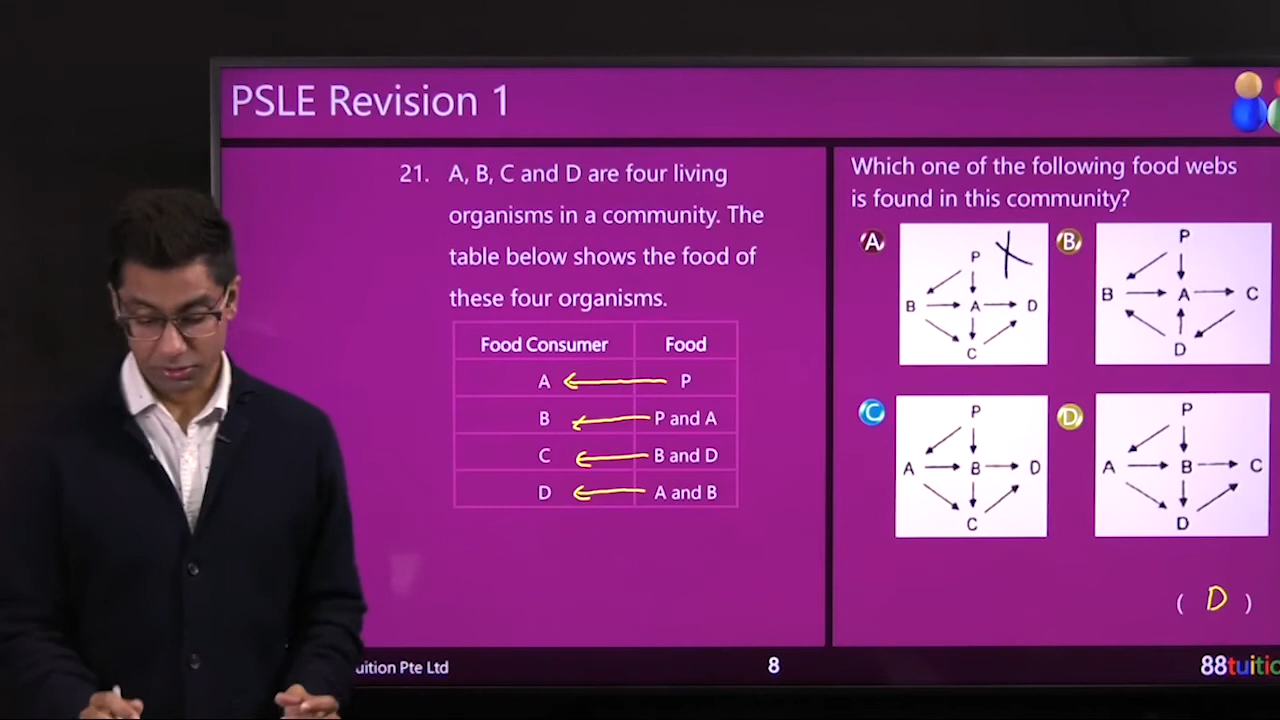 PSLE Revision 1
21. A, B, C and D are four living
organisms in a community. The
table below shows the food of
these four organisms.
Food Consumer Food
A P
B P and A
C B and D
D A and B
Which one of the following food webs
is found in this community?
A
P
B A D
C
B
P
B A C
D
C
P
A B D
C
D
P
A B C
D
( D )
uition Pte Ltd
8
88tuitio